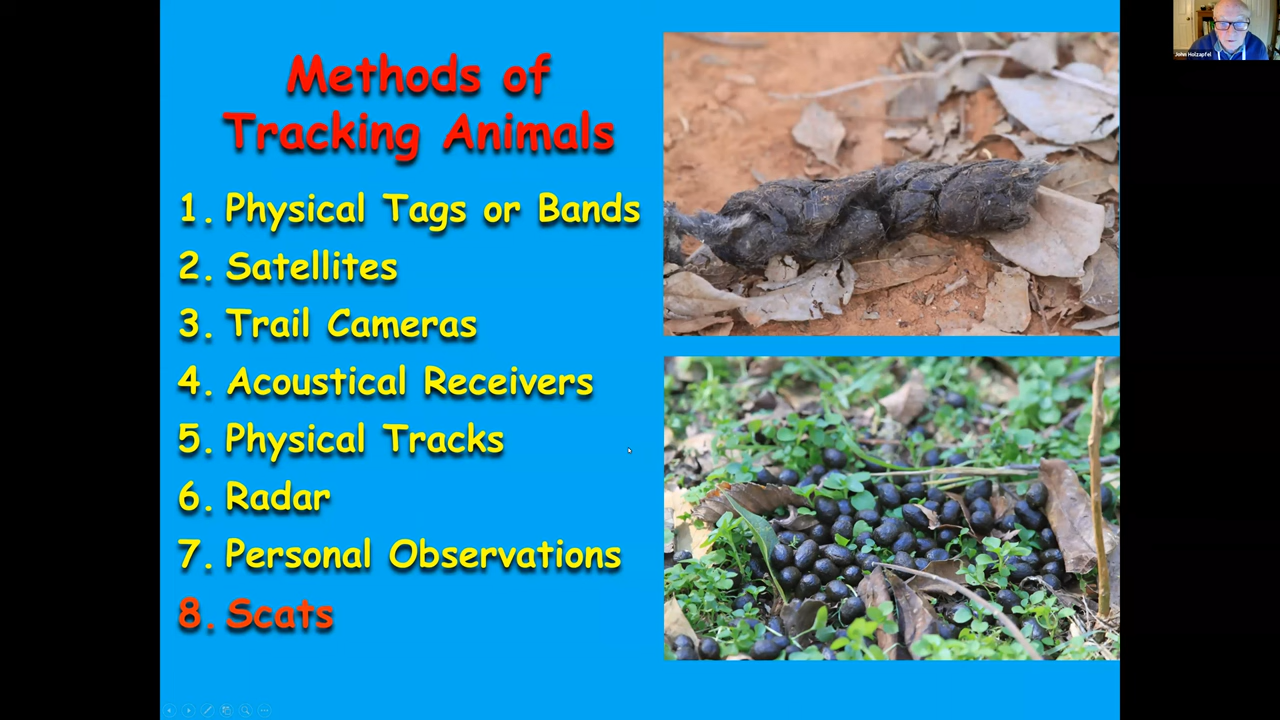 Methods of
Tracking Animals
1. Physical Tags or Bands
2. Satellites
3. Trail Cameras
4. Acoustical Receivers
5. Physical Tracks
6. Radar
7. Personal Observations
8. Scats
John Holzapfel